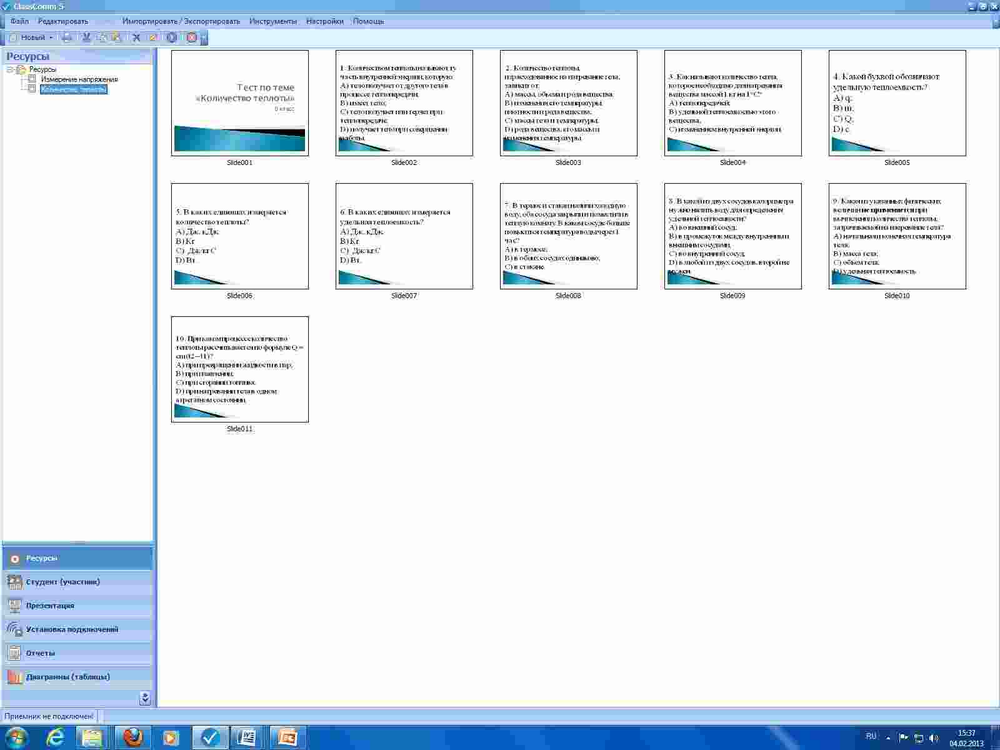 ClassComm 5
Файл Редактировать Импортировать / Экспортировать Инструменты Настройки Помощь
Новый
Ресурсы
Ресурсы
Измерение напряжения
Количество теплоты
Тест по теме
«Количество теплоты»
8 класс
Slide001
1. Количеством теплоты называют ту
часть внутренней энергии, которую:
A) тело получает от другого тела в
процессе теплопередачи;
B) имеет тело;
C) тело получает или теряет при
теплопередаче;
D) получает тело при совершении
работы.
Slide002
2. Количество теплоты,
израсходованное на нагревание тела,
зависит от:
A) массы, объема и рода вещества;
B) изменения его температуры,
плотности и рода вещества;
C) массы тела и температуры;
D) рода вещества, его массы и
изменения температуры.
Slide003
3. Как называют количество тепла,
которое необходимо для нагревания
вещества массой 1 кг на 1 °C?
A) теплопередачей;
B) удельной теплоемкостью этого
вещества;
C) изменением внутренней энергии.
Slide004
4. Какой буквой обозначают
удельную теплоемкость?
A) q;
B) m;
C) Q;
D) c.
Slide005
5. В каких единицах измеряется
количество теплоты?
A) Дж, кДж
B) Кг
C) Дж/кг С
D) Вт.
Slide006
6. В каких единицах измеряется
удельная теплоемкость?
A) Дж, кДж
B) Кг
C) Дж/кг С
D) Вт.
Slide007
7. В термос и стакан налили холодную
воду, оба сосуда закрыли и поместили в
теплую комнату. В каком сосуде больше
повысится температура воды через 1
час?
A) в термосе;
B) в обоих сосудах одинаково;
C) в стакане.
Slide008
8. В какой из двух сосудов калориметра
нужно налить воду для определения
удельной теплоемкости?
A) во внешний сосуд;
B) в промежуток между внутренним и
внешним сосудами;
C) во внутренний сосуд;
D) в любой из двух сосудов, второй не
нужен.
Slide009
9. Какая из указанных физических
величин не применяется при
вычислении количества теплоты,
затрачиваемой на нагревание тела?
A) начальная и конечная температура
тела;
B) масса тела;
C) объем тела;
D) удельная теплоемкость.
Slide010
10. При каком процессе количество
теплоты рассчитывается по формуле Q =
cm(t2–t1)?
A) при превращении жидкости в пар;
B) при плавлении;
C) при сгорании топлива;
D) при нагревании тела в одном
агрегатном состоянии.
Slide011
Ресурсы
Студент (участник)
Презентация
Установка подключений
Отчеты
Диаграммы (таблицы)
Приемник не подключен!
RU
15:37
04.02.2013